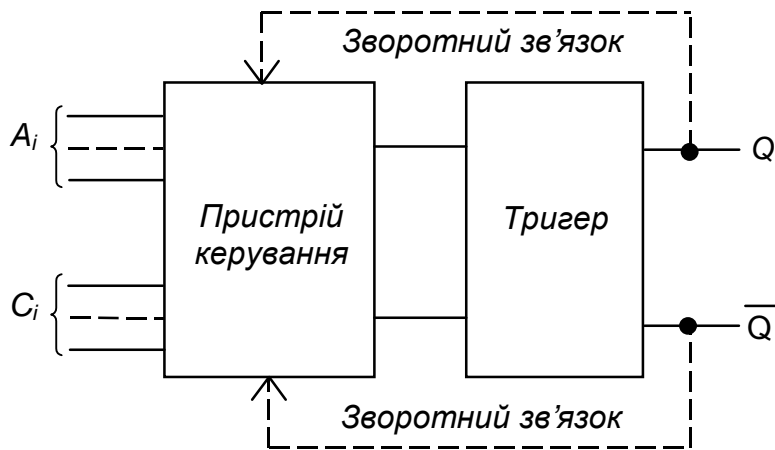 Зворотний зв’язок
Aᵢ
Q
Пристрій
керування
Тригер
Cᵢ
Q̅
Зворотний зв’язок